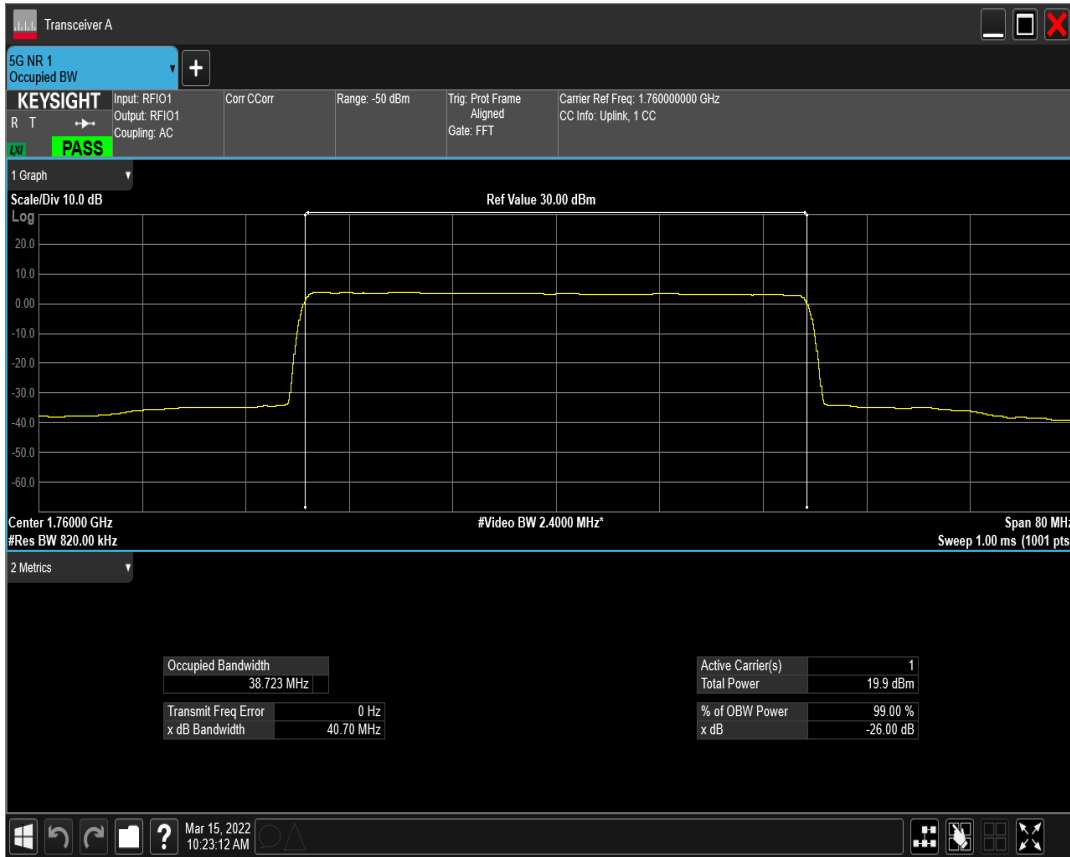 Transceiver A
5G NR 1
Occupied BW
KEYSIGHT
R T
LXI
PASS
Input: RFIO1
Output: RFIO1
Coupling: AC
Corr CCorr
Range: -50 dBm
Trig: Prot Frame
Aligned
Gate: FFT
Carrier Ref Freq: 1.760000000 GHz
CC Info: Uplink, 1 CC
1 Graph
Scale/Div 10.0 dB
Ref Value 30.00 dBm
Log
20.0
10.0
0.00
-10.0
-20.0
-30.0
-40.0
-50.0
-60.0
Center 1.76000 GHz
#Video BW 2.4000 MHz*
Span 80 MHz
#Res BW 820.00 kHz
Sweep 1.00 ms (1001 pts
2 Metrics
Occupied Bandwidth
38.723 MHz
Transmit Freq Error 0 Hz
x dB Bandwidth 40.70 MHz
Active Carrier(s) 1
Total Power 19.9 dBm
% of OBW Power 99.00 %
x dB -26.00 dB
?
Mar 15, 2022
10:23:12 AM